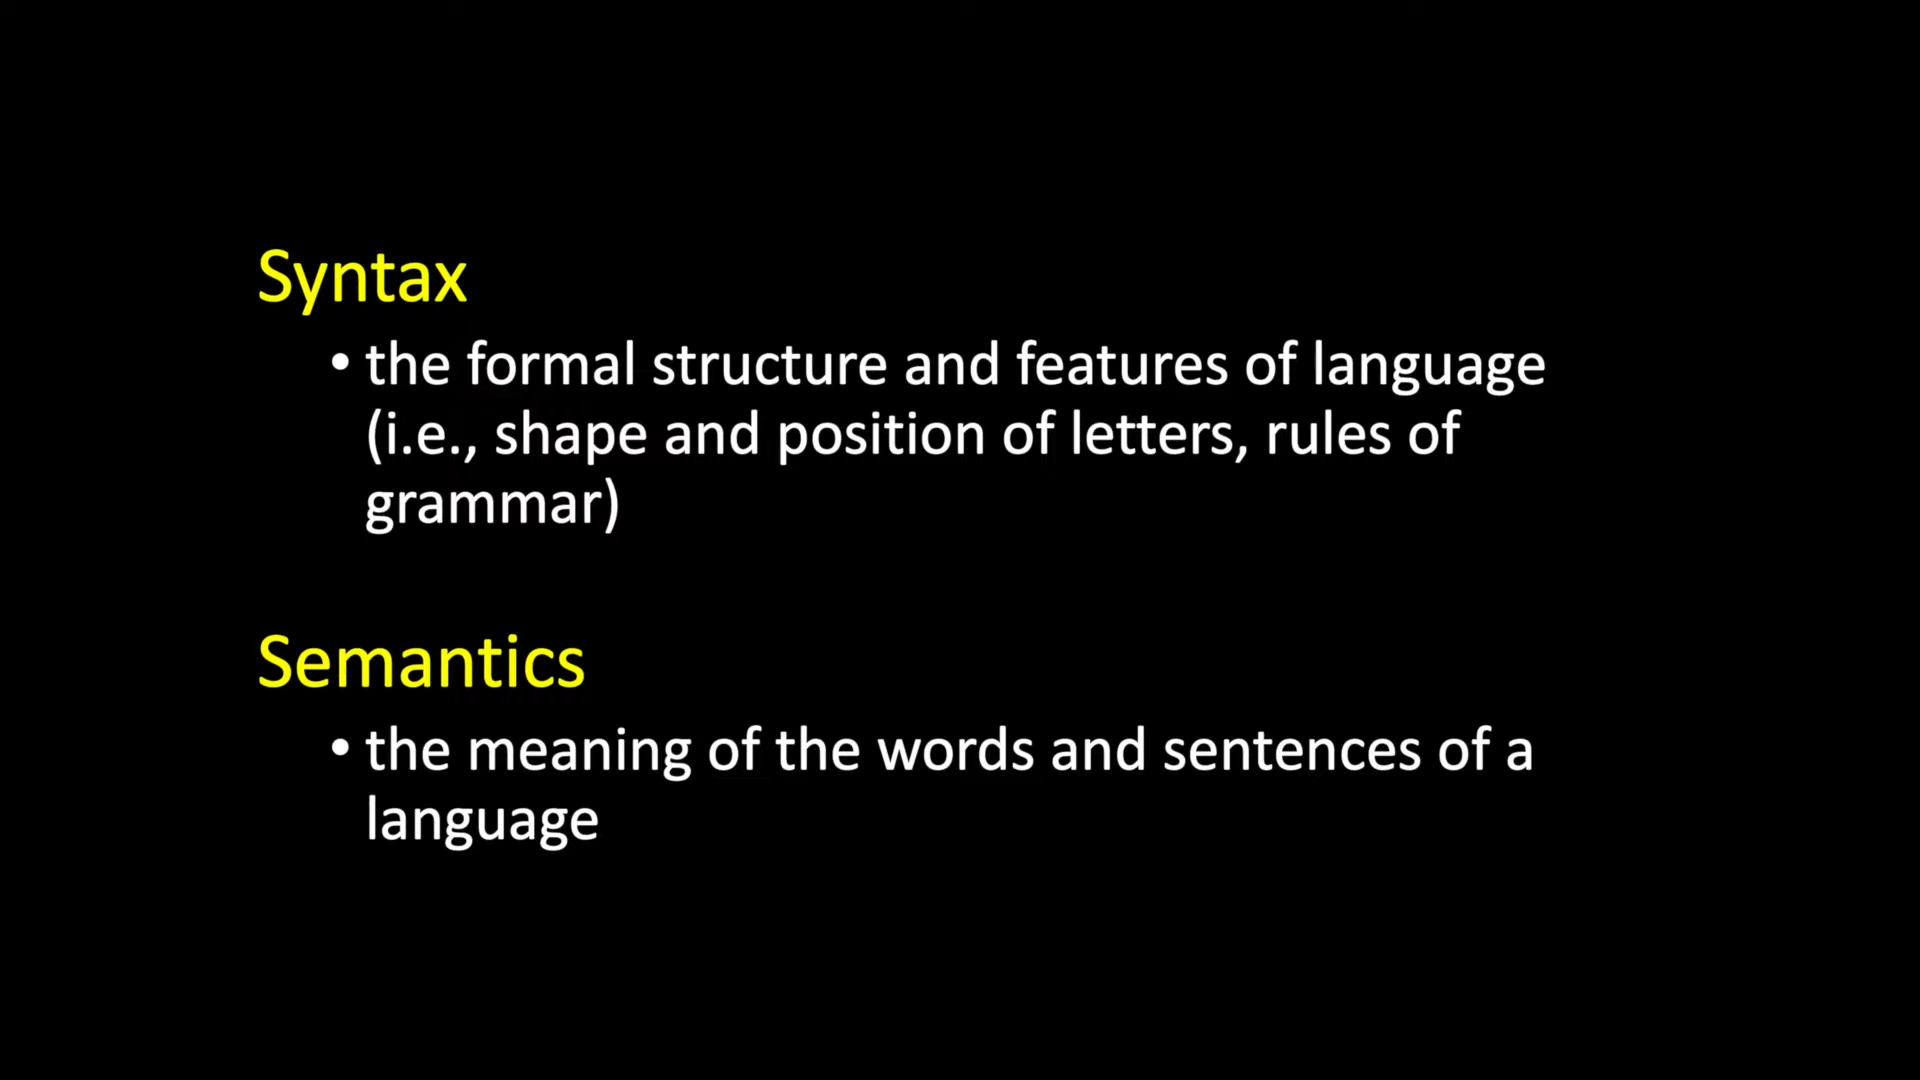 Syntax
• the formal structure and features of language
(i.e., shape and position of letters, rules of
grammar)
Semantics
• the meaning of the words and sentences of a
language